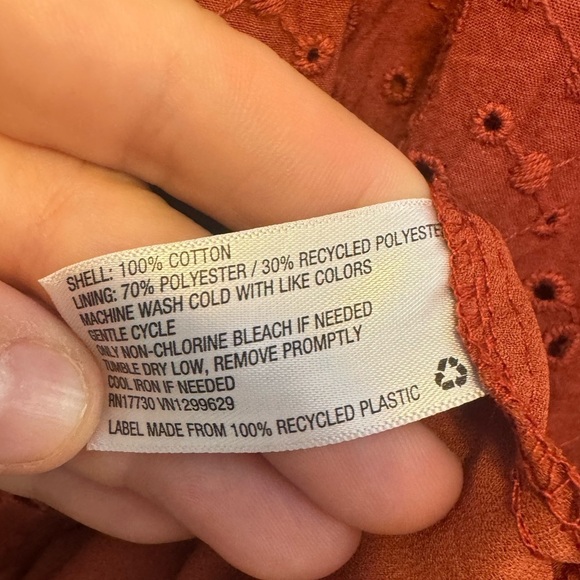 SHELL: 100% COTTON
LINING: 70% POLYESTER / 30% RECYCLED POLYESTE
MACHINE WASH COLD WITH LIKE COLORS
GENTLE CYCLE
ONLY NON-CHLORINE BLEACH IF NEEDED
TUMBLE DRY LOW, REMOVE PROMPTLY
COOL IRON IF NEEDED
RN17730 VN1299629
LABEL MADE FROM 100% RECYCLED PLASTIC